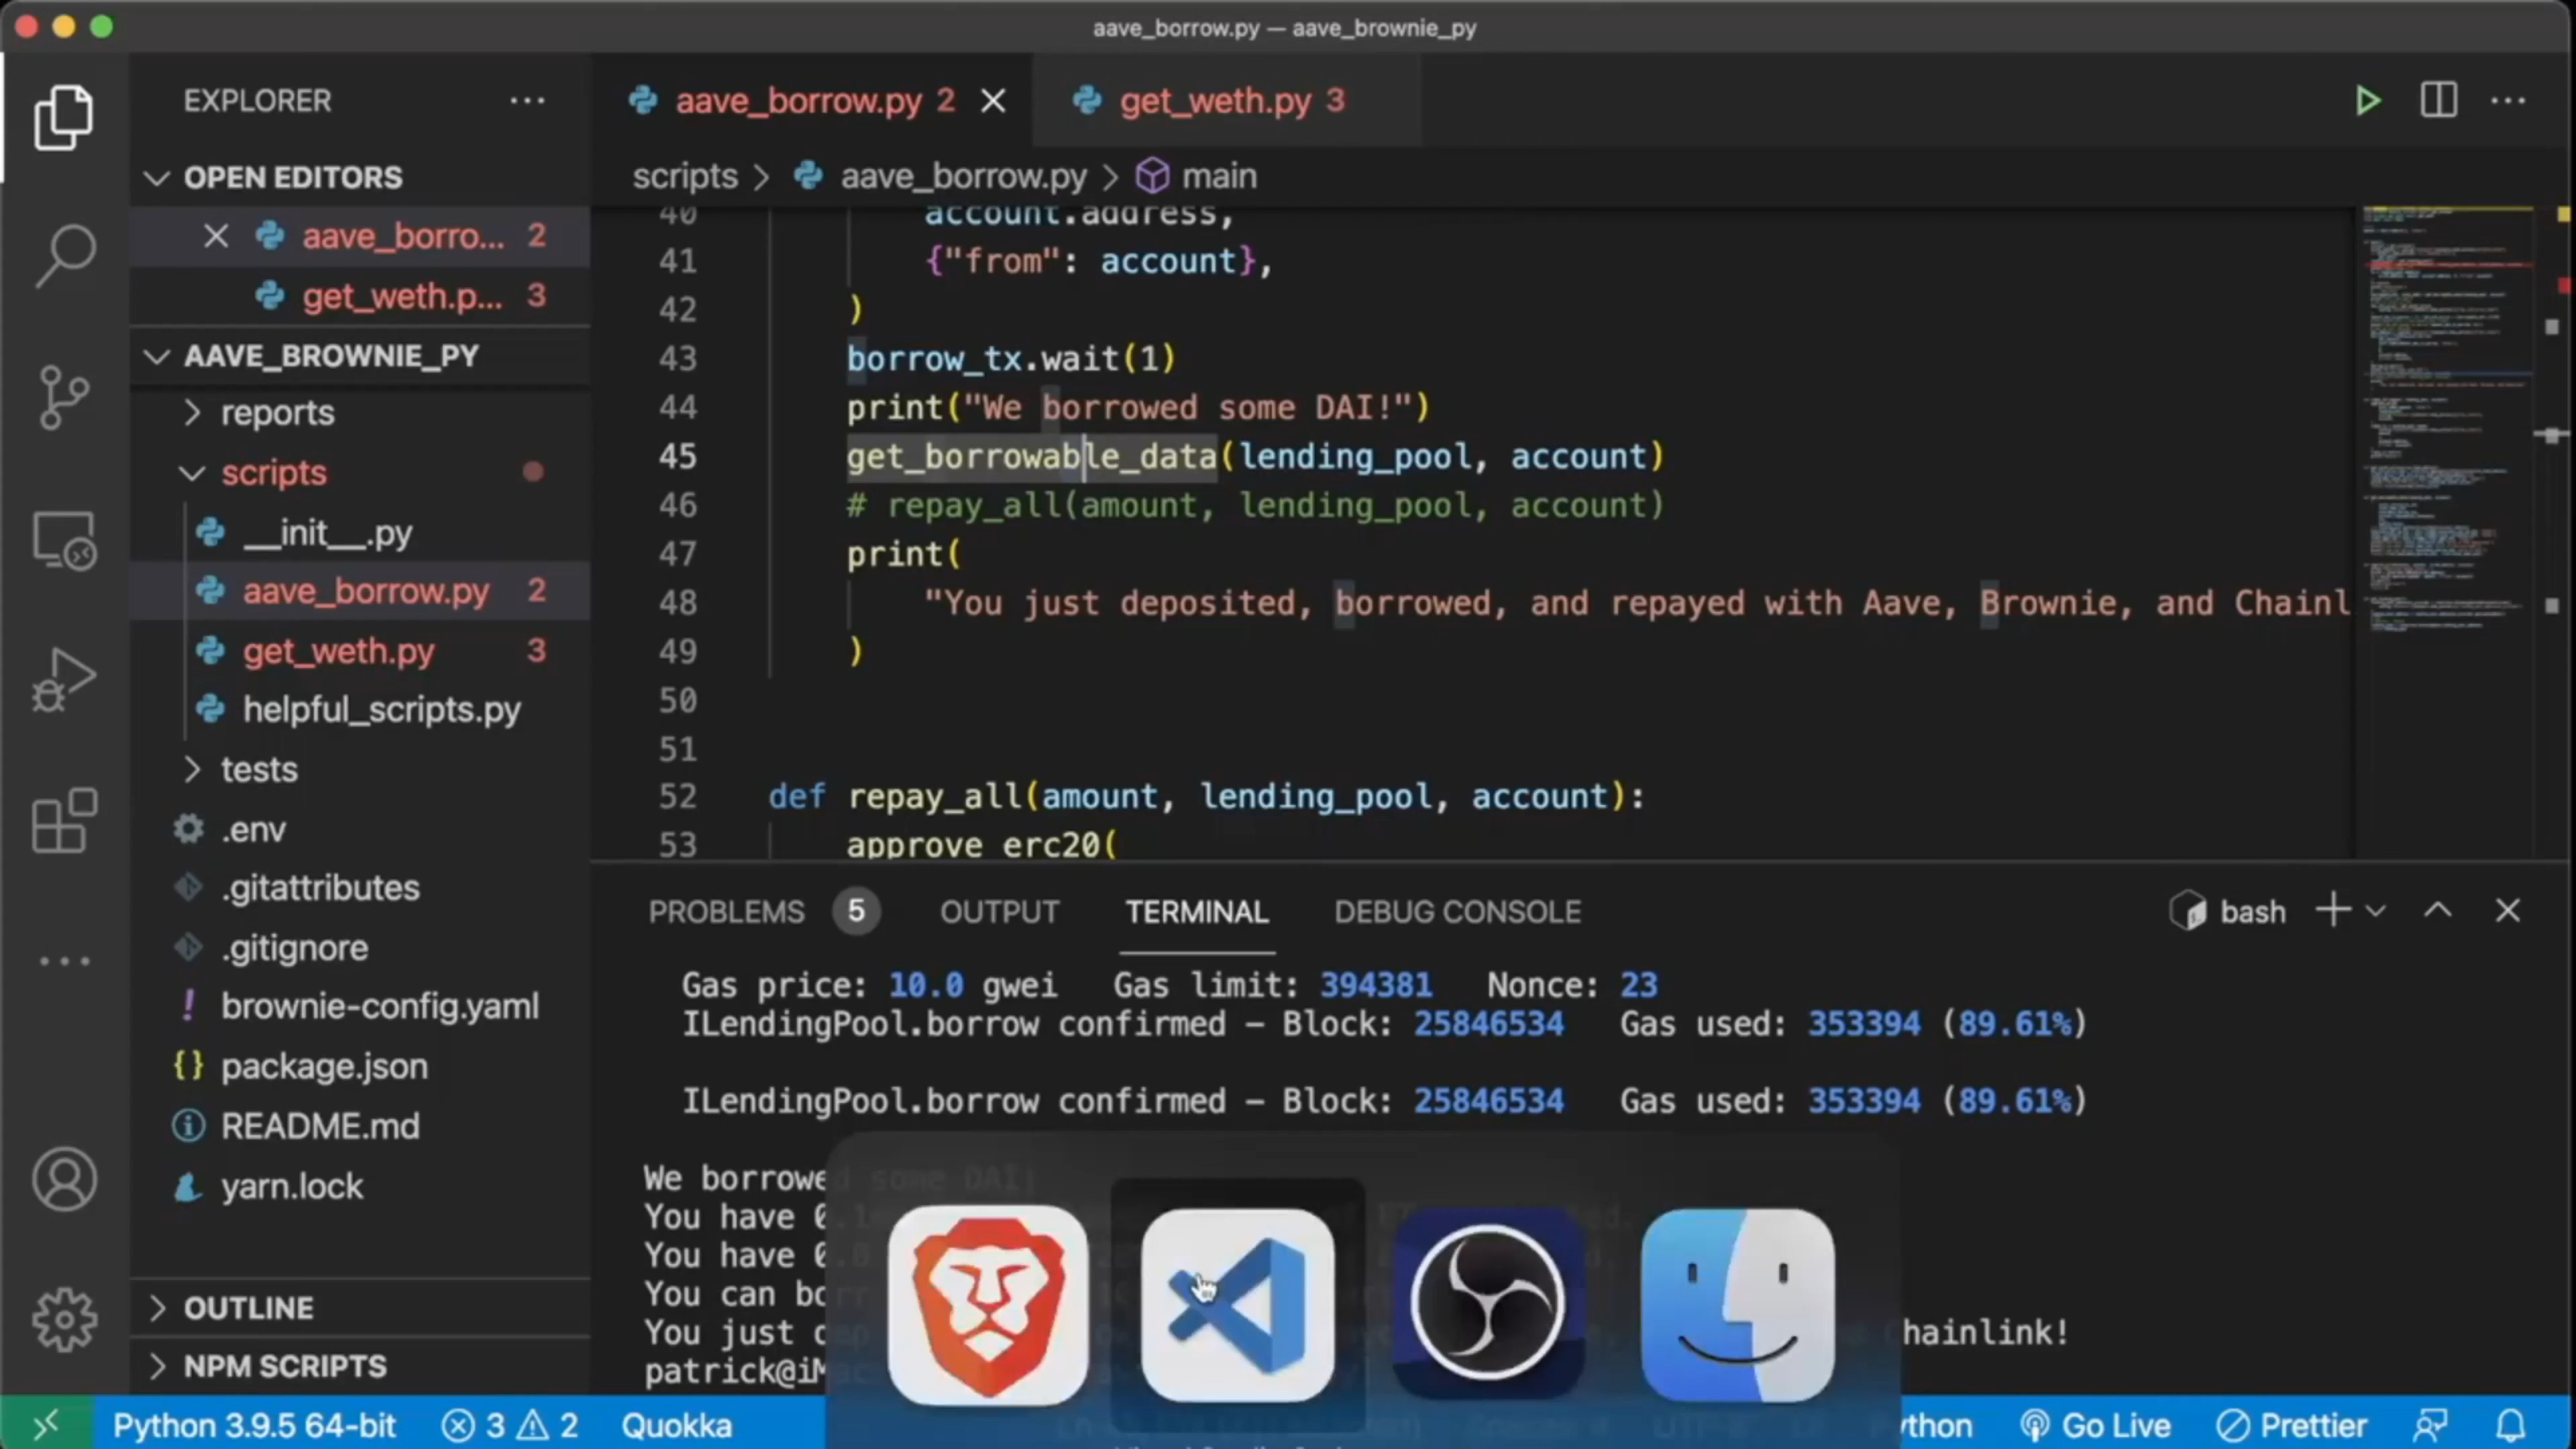 aave_borrow.py — aave_brownie_py
EXPLORER
OPEN EDITORS
aave_borro... 2
get_weth.p... 3
AAVE_BROWNIE_PY
reports
scripts
__init__.py
aave_borrow.py 2
get_weth.py 3
helpful_scripts.py
tests
.env
.gitattributes
.gitignore
brownie-config.yaml
package.json
README.md
yarn.lock
OUTLINE
NPM SCRIPTS
aave_borrow.py 2
get_weth.py 3
scripts > aave_borrow.py > main
40 account.address,
41 {"from": account},
42 )
43 borrow_tx.wait(1)
44 print("We borrowed some DAI!")
45 get_borrowable_data(lending_pool, account)
46 # repay_all(amount, lending_pool, account)
47 print(
48 "You just deposited, borrowed, and repayed with Aave, Brownie, and Chainl
49 )
50
51
52 def repay_all(amount, lending_pool, account):
53 approve_erc20(
PROBLEMS 5 OUTPUT TERMINAL DEBUG CONSOLE
bash
Gas price: 10.0 gwei Gas limit: 394381 Nonce: 23
ILendingPool.borrow confirmed - Block: 25846534 Gas used: 353394 (89.61%)
ILendingPool.borrow confirmed - Block: 25846534 Gas used: 353394 (89.61%)
We borrowed some DAI!
You have
You have
You can
You just Chainlink!
Python 3.9.5 64-bit 3 2 Quokka
Go Live Prettier